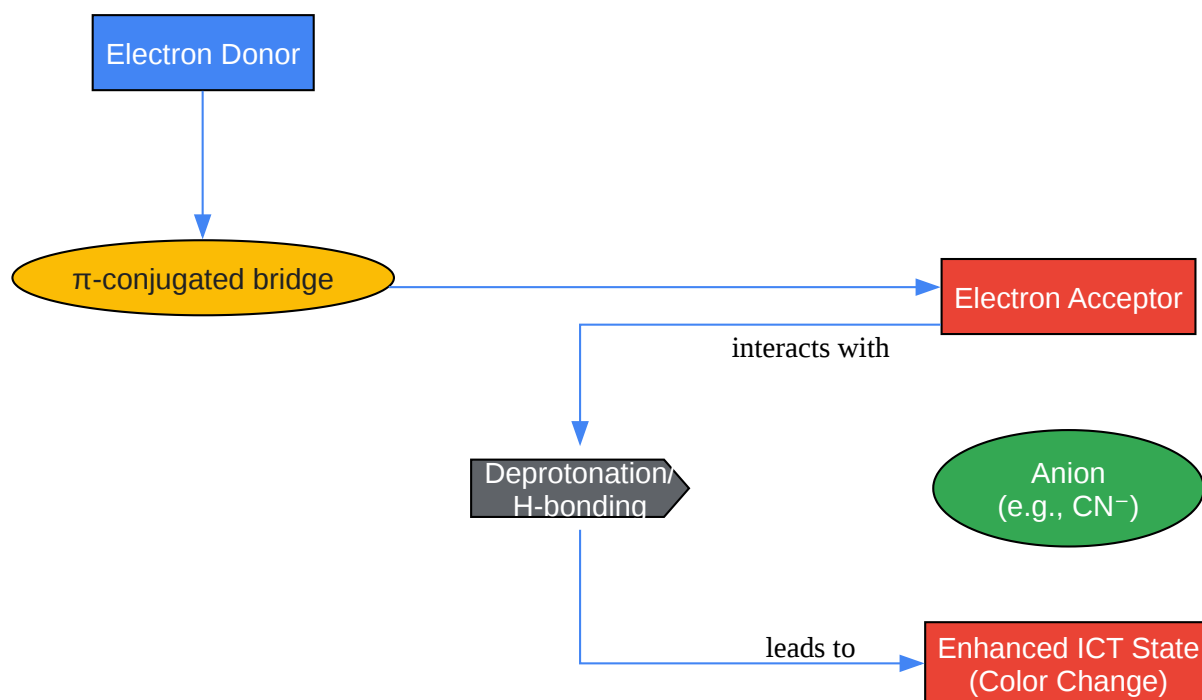 Electron Donor
π-conjugated bridge
Electron Acceptor
interacts with
Deprotonation/
H-bonding
Anion
(e.g., CN⁻)
leads to
Enhanced ICT State
(Color Change)